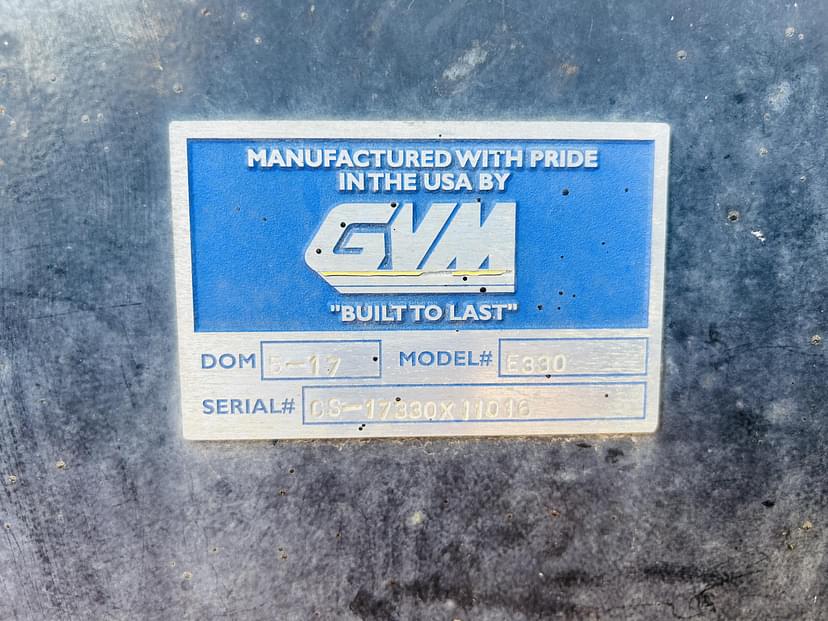 MANUFACTURED WITH PRIDE
IN THE USA BY
GVM
"BUILT TO LAST"
DOM 5-17 MODEL# E330
SERIAL# CS-17330X11016